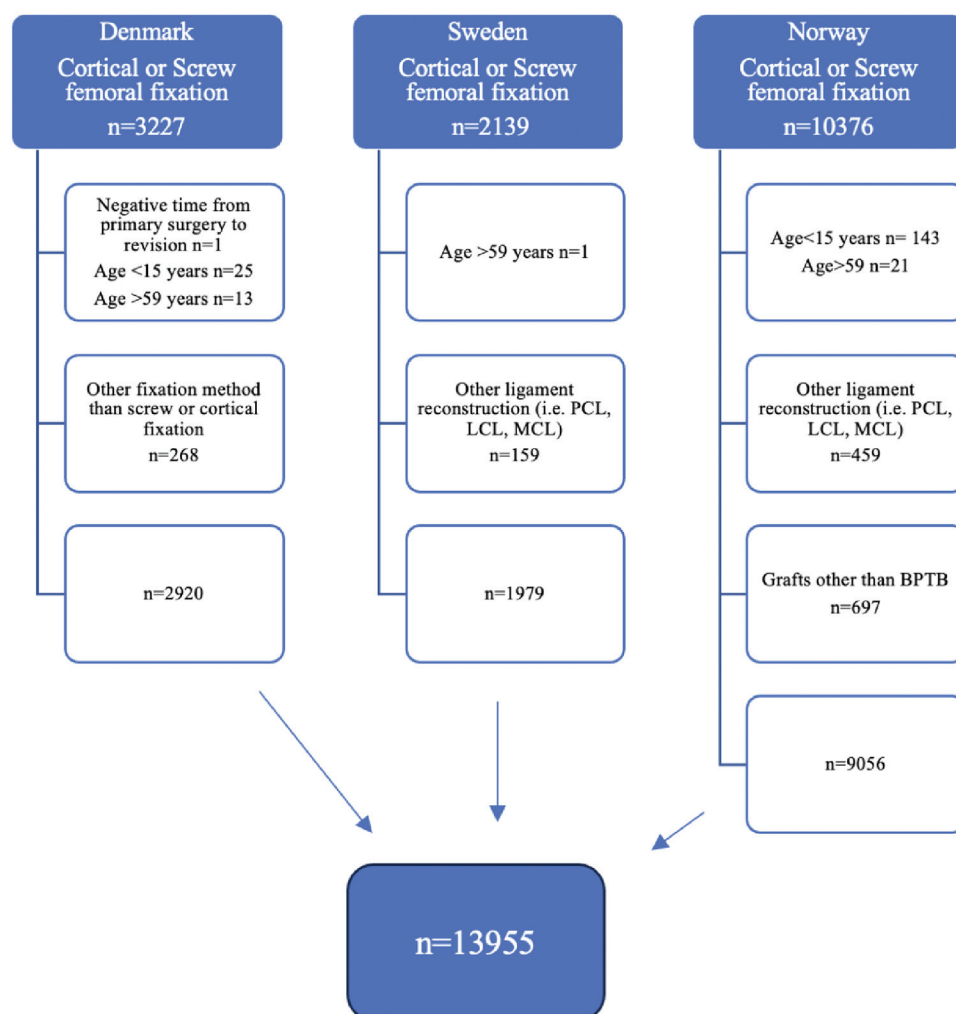 Denmark
Cortical or Screw
femoral fixation
n=3227
Negative time from
primary surgery to
revision n=1
Age <15 years n=25
Age >59 years n=13
Other fixation method
than screw or cortical
fixation
n=268
n=2920
Sweden
Cortical or Screw
femoral fixation
n=2139
Age >59 years n=1
Other ligament
reconstruction (i.e. PCL,
LCL, MCL)
n=159
n=1979
Norway
Cortical or Screw
femoral fixation
n=10376
Age<15 years n= 143
Age>59 n=21
Other ligament
reconstruction (i.e. PCL,
LCL, MCL)
n=459
Grafts other than BPTB
n=697
n=9056
n=13955